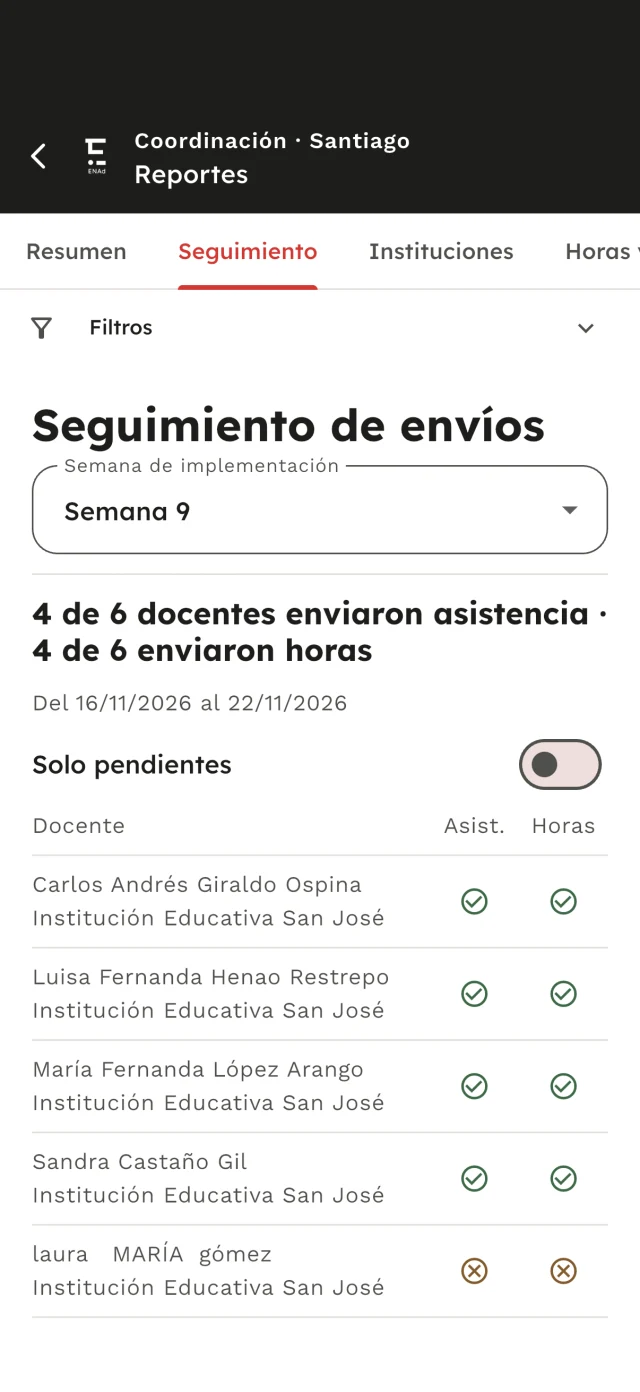 Coordinación · Santiago
ENAd
Reportes
Resumen Seguimiento Instituciones Horas
Filtros
Seguimiento de envíos
Semana de implementación
Semana 9
4 de 6 docentes enviaron asistencia ·
4 de 6 enviaron horas
Del 16/11/2026 al 22/11/2026
Solo pendientes
Docente Asist. Horas
Carlos Andrés Giraldo Ospina
Institución Educativa San José
Luisa Fernanda Henao Restrepo
Institución Educativa San José
María Fernanda López Arango
Institución Educativa San José
Sandra Castaño Gil
Institución Educativa San José
laura   MARÍA  gómez
Institución Educativa San José